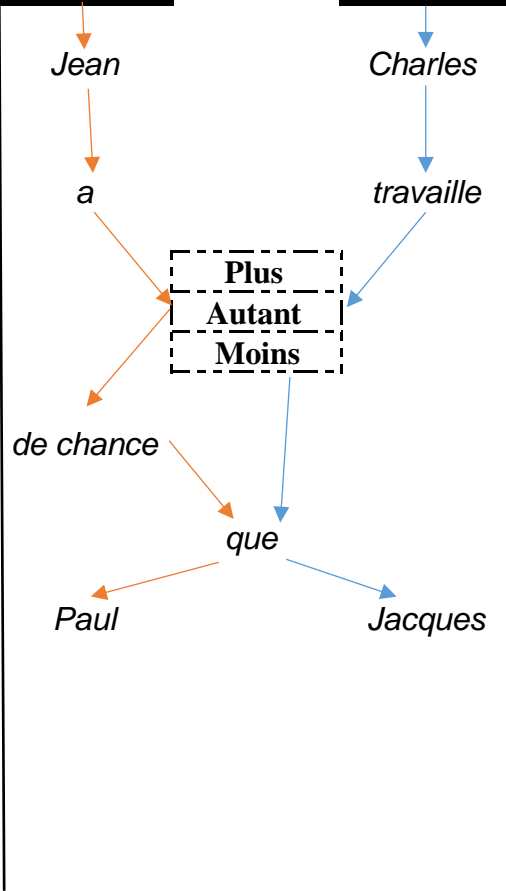 Jean Charles
a travaille
Plus
Autant
Moins
de chance
que
Paul Jacques